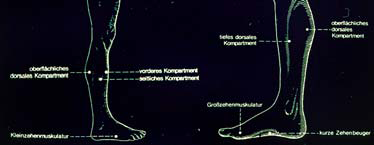 oberflächliches
dorsales Kompartment
vorderes Kompartment
seitliches Kompartment
Kleinzehenmuskulatur
tiefes dorsales
Kompartment
oberflächliches
dorsales
Kompartment
Großzehenmuskulatur
kurze Zehenbeuger